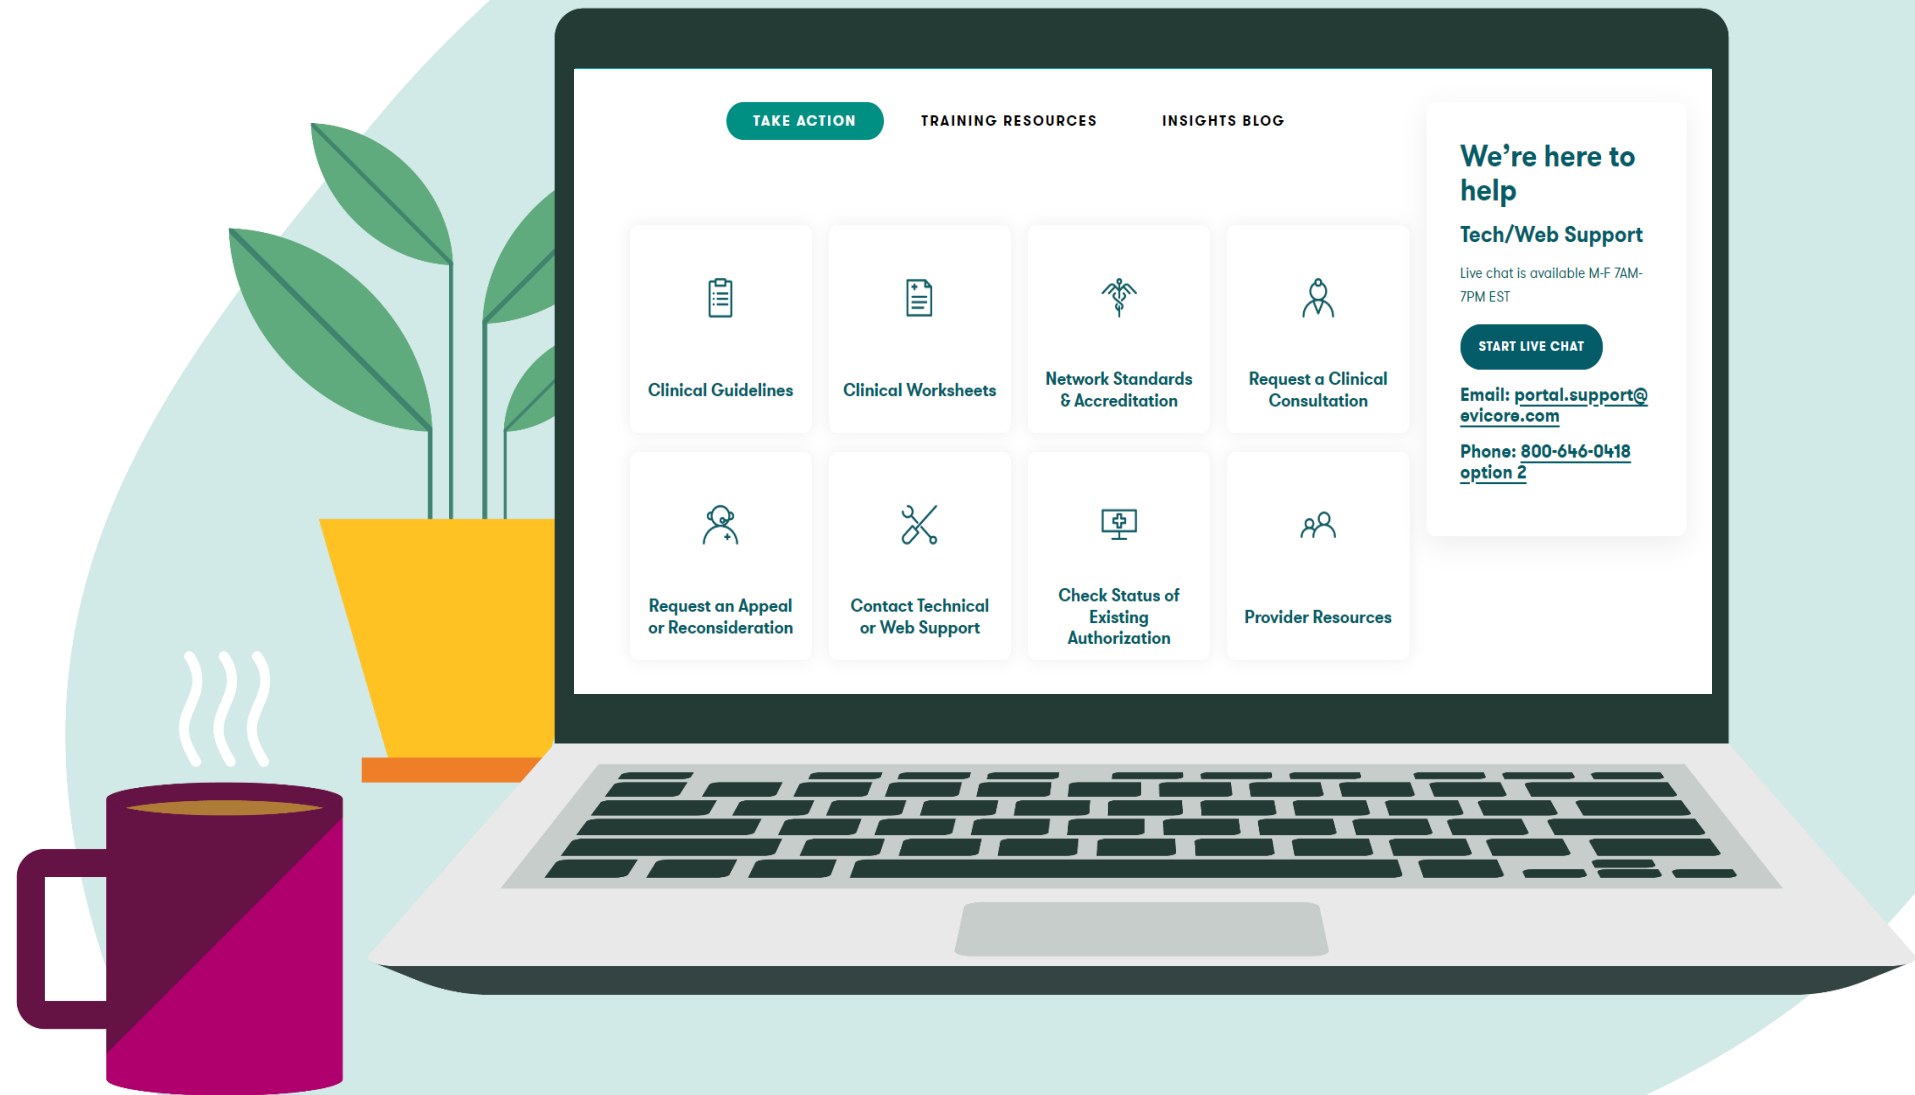 TAKE ACTION
TRAINING RESOURCES
INSIGHTS BLOG
Clinical Guidelines
Clinical Worksheets
Network Standards
& Accreditation
Request a Clinical
Consultation
Request an Appeal
or Reconsideration
Contact Technical
or Web Support
Check Status of
Existing
Authorization
Provider Resources
We’re here to
help
Tech/Web Support
Live chat is available M-F 7AM-
7PM EST
START LIVE CHAT
Email: portal.support@
evicore.com
Phone: 800-646-0418
option 2